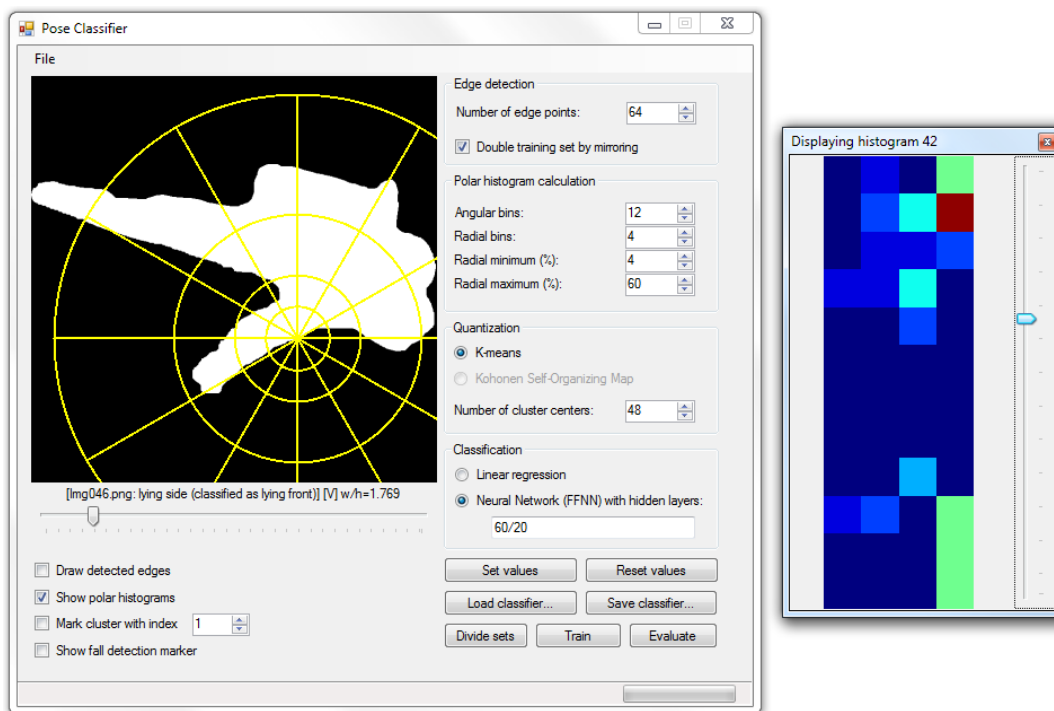 Pose Classifier
File
[Img046.png: lying side (classified as lying front)] [V] w/h=1.769
Draw detected edges
Show polar histograms
Mark cluster with index 1
Show fall detection marker
Edge detection
Number of edge points: 64
Double training set by mirroring
Polar histogram calculation
Angular bins: 12
Radial bins: 4
Radial minimum (%): 4
Radial maximum (%): 60
Quantization
K-means
Kohonen Self-Organizing Map
Number of cluster centers: 48
Classification
Linear regression
Neural Network (FFNN) with hidden layers:
60/20
Set values Reset values
Load classifier... Save classifier...
Divide sets Train Evaluate
Displaying histogram 42